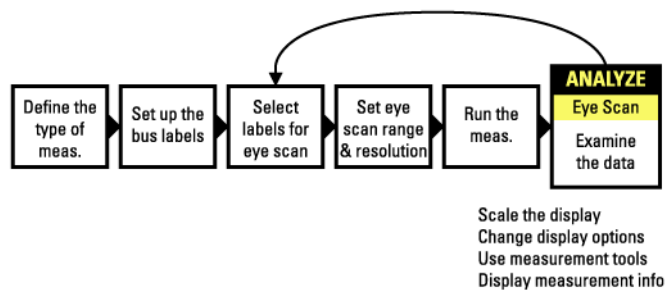 Define the
type of
meas.
Set up the
bus labels
Select
labels for
eye scan
Set eye
scan range
& resolution
Run the
meas.
ANALYZE
Eye Scan
Examine
the data
Scale the display
Change display options
Use measurement tools
Display measurement info